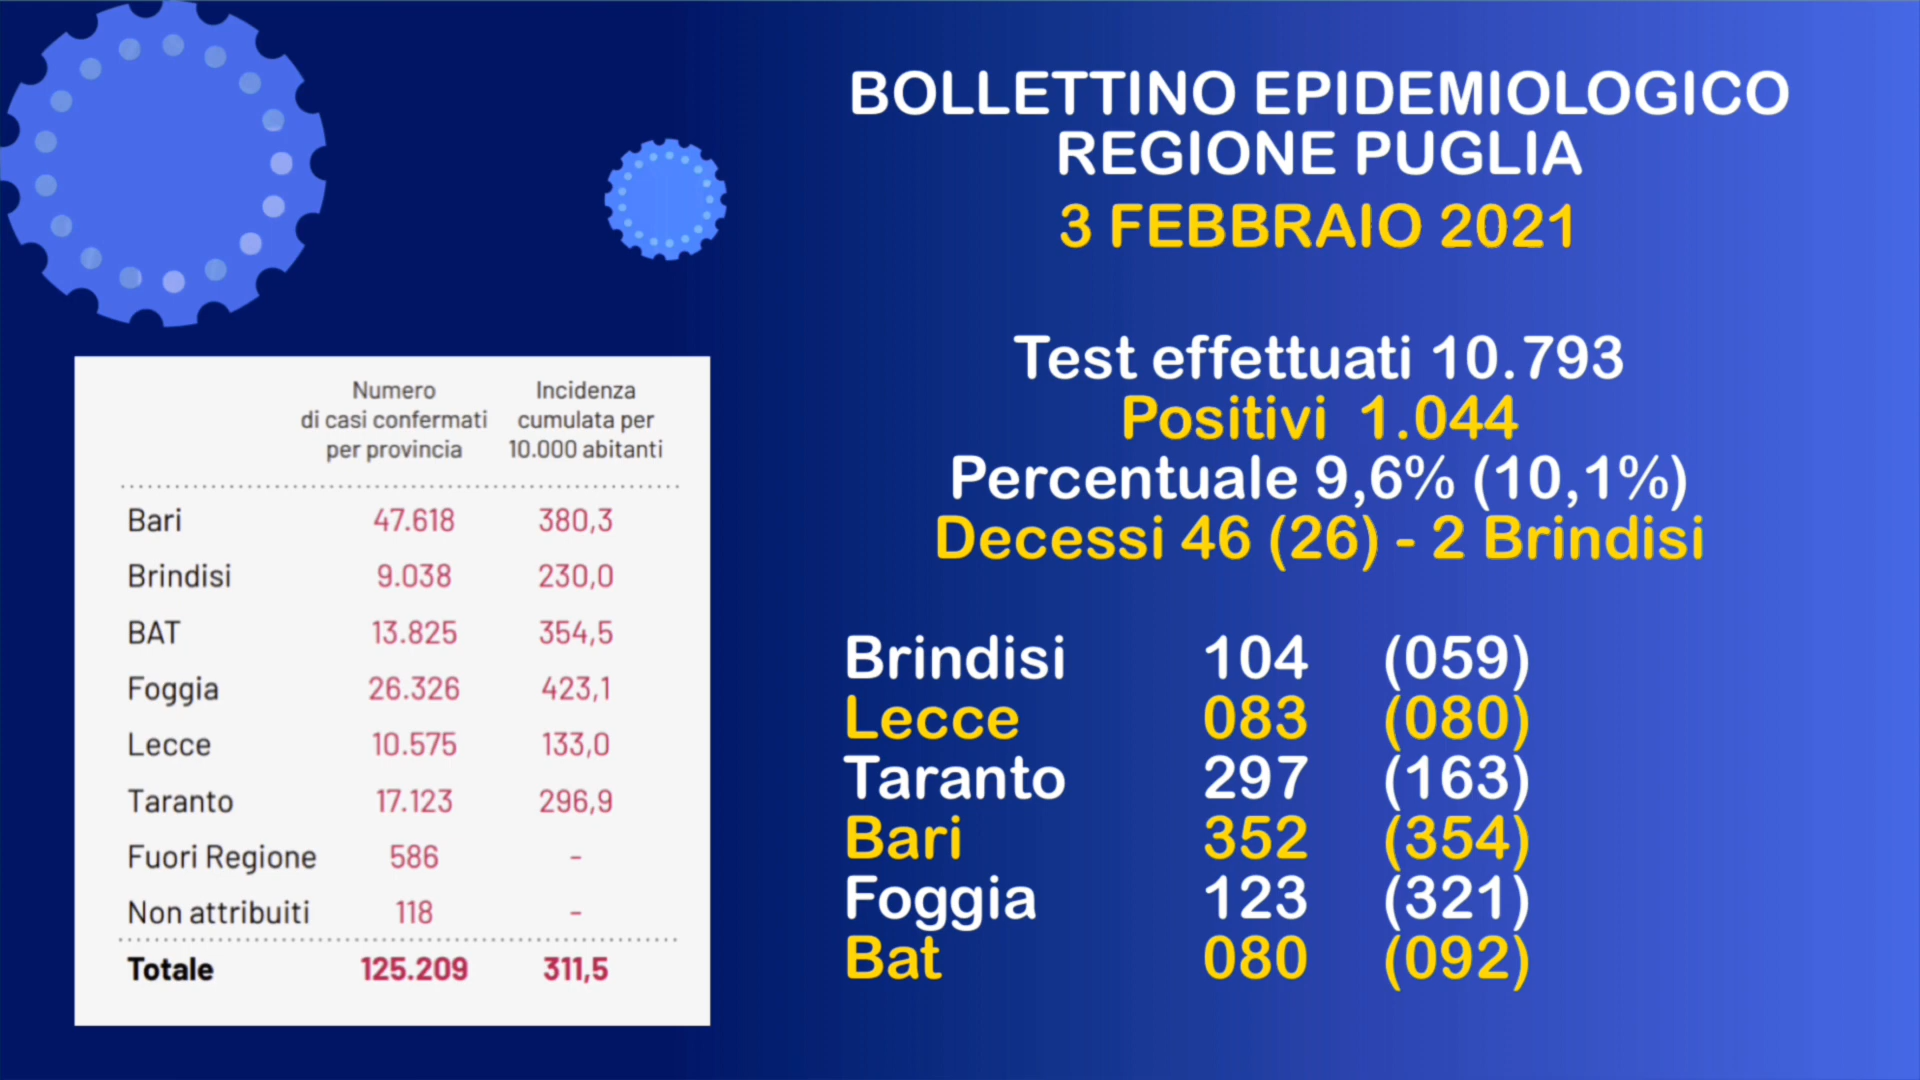 BOLLETTINO EPIDEMIOLOGICO
REGIONE PUGLIA
3 FEBBRAIO 2021
Test effettuati 10.793
Positivi 1.044
Percentuale 9,6% (10,1%)
Decessi 46 (26) - 2 Brindisi
Brindisi 104 (059)
Lecce 083 (080)
Taranto 297 (163)
Bari 352 (354)
Foggia 123 (321)
Bat 080 (092)
Numero Incidenza
di casi confermati cumulata per
per provincia 10.000 abitanti
Bari 47.618 380,3
Brindisi 9.038 230,0
BAT 13.825 354,5
Foggia 26.326 423,1
Lecce 10.575 133,0
Taranto 17.123 296,9
Fuori Regione 586 -
Non attribuiti 118 -
Totale 125.209 311,5